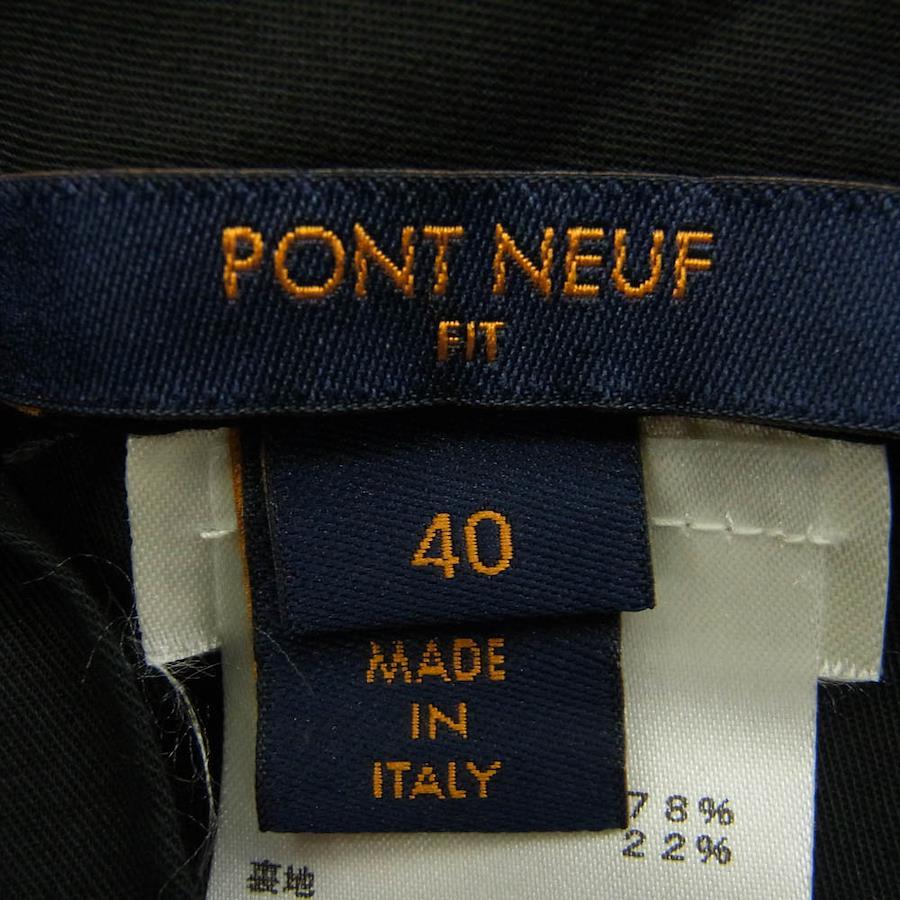 PONT NEUF
FIT
40
MADE
IN
ITALY
78%
22%
裏地